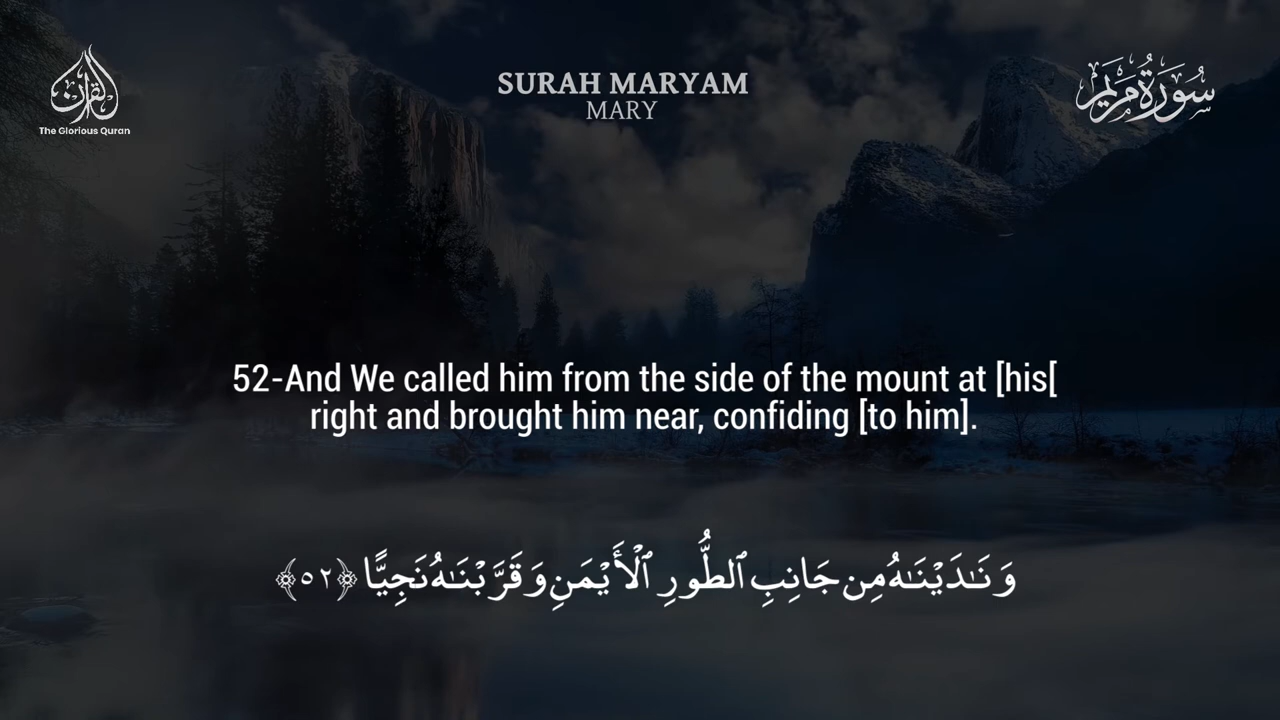 القرآن
The Glorious Quran
SURAH MARYAM
MARY
سُورَةُ مَرْيَم
52-And We called him from the side of the mount at [his[
right and brought him near, confiding [to him].
وَنَـٰدَيْنَـٰهُ مِن جَانِبِ ٱلطُّورِ ٱلْأَيْمَنِ وَقَرَّبْنَـٰهُ نَجِيًّا ﴿٥٢﴾